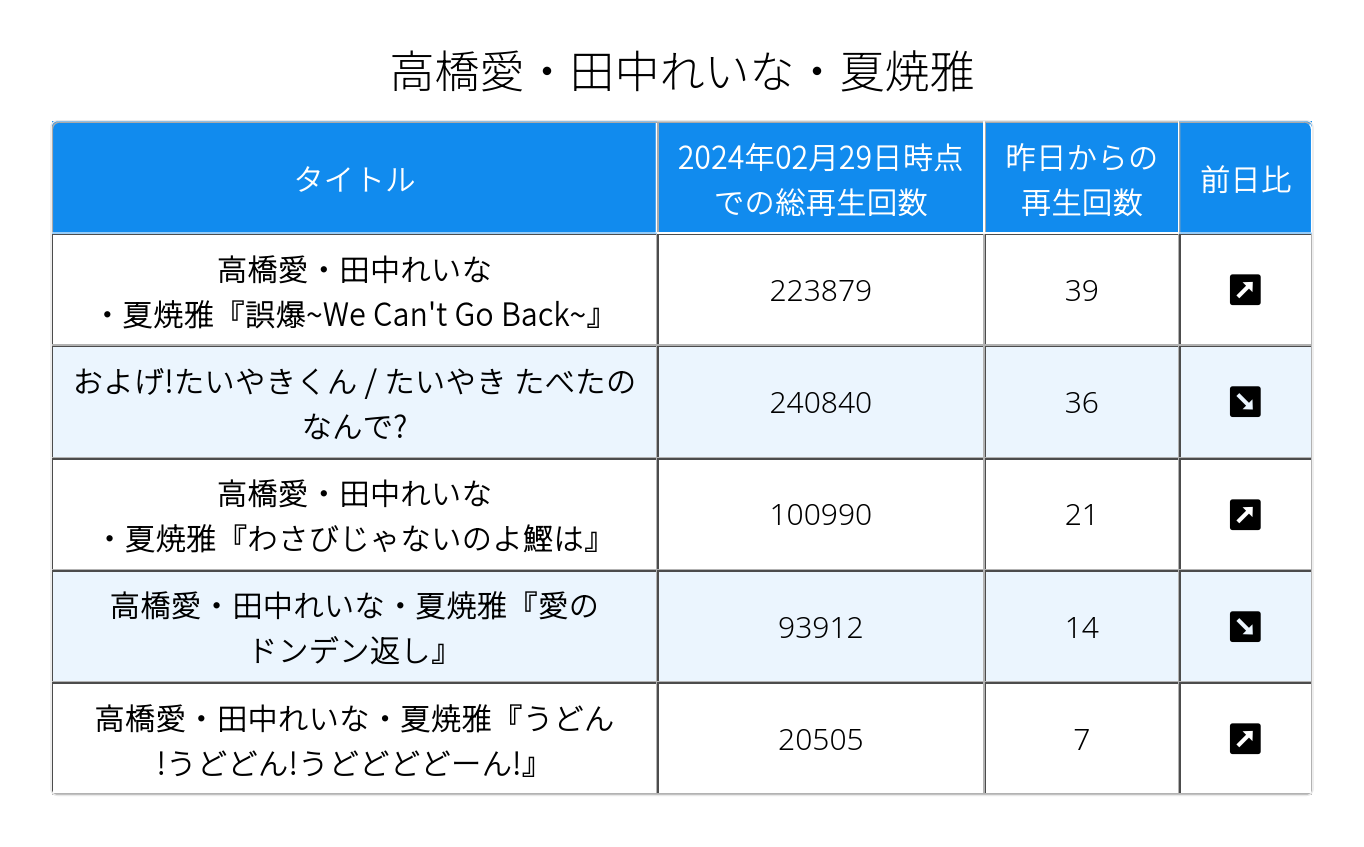 高橋愛・田中れいな・夏焼雅
タイトル
2024年02月29日時点
での総再生回数
昨日からの
再生回数
前日比
高橋愛・田中れいな
・夏焼雅『誤爆~We Can't Go Back~』
223879
39
およげ!たいやきくん / たいやき たべたの
なんで?
240840
36
高橋愛・田中れいな
・夏焼雅『わさびじゃないのよ鰹は』
100990
21
高橋愛・田中れいな・夏焼雅『愛の
ドンデン返し』
93912
14
高橋愛・田中れいな・夏焼雅『うどん
!うどどん!うどどどどーん!』
20505
7